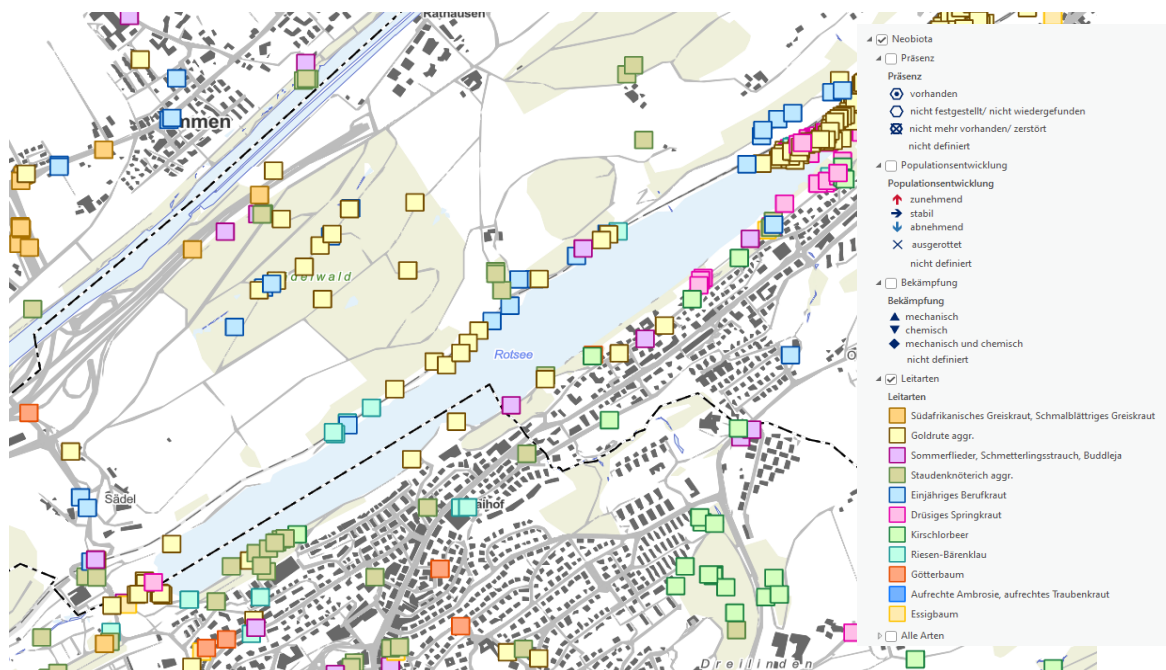 Rathausen
mmen
delwald
Rotsee
O
Sädel
aihof
Dreilinden
Neobiota
Präsenz
Präsenz
vorhanden
nicht festgestellt/ nicht wiedergefunden
nicht mehr vorhanden/ zerstört
nicht definiert
Populationsentwicklung
Populationsentwicklung
zunehmend
stabil
abnehmend
ausgerottet
nicht definiert
Bekämpfung
Bekämpfung
mechanisch
chemisch
mechanisch und chemisch
nicht definiert
Leitarten
Leitarten
Südafrikanisches Greiskraut, Schmalblättriges Greiskraut
Goldrute aggr.
Sommerflieder, Schmetterlingsstrauch, Buddleja
Staudenknöterich aggr.
Einjähriges Berufkraut
Drüsiges Springkraut
Kirschlorbeer
Riesen-Bärenklau
Götterbaum
Aufrechte Ambrosie, aufrechtes Traubenkraut
Essigbaum
Alle Arten